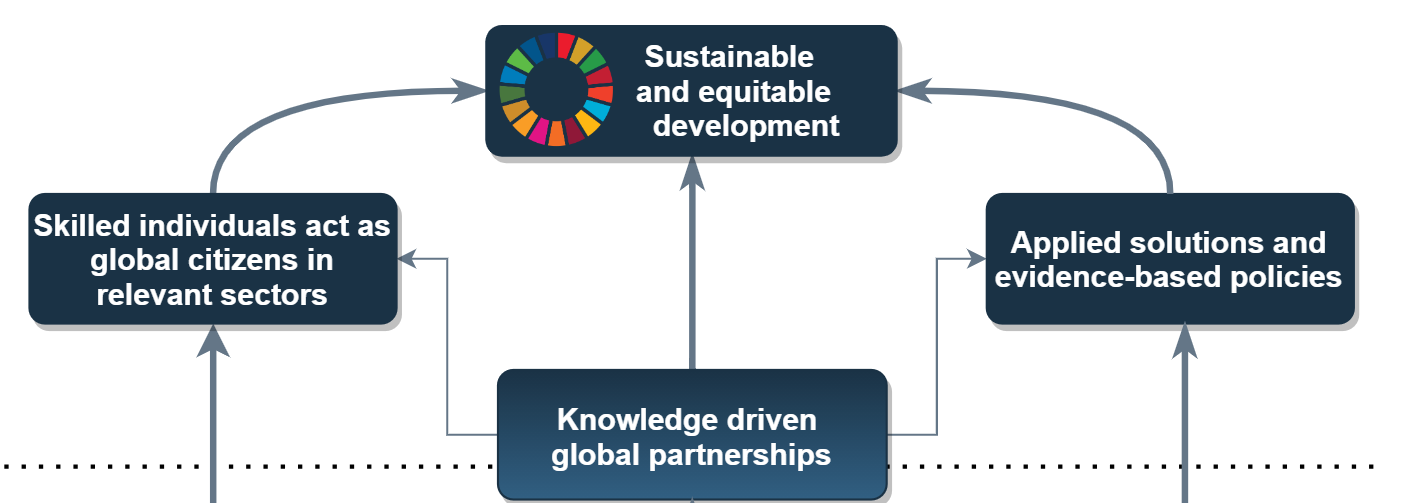 Sustainable
and equitable
development
Skilled individuals act as
global citizens in
relevant sectors
Applied solutions and
evidence-based policies
Knowledge driven
global partnerships